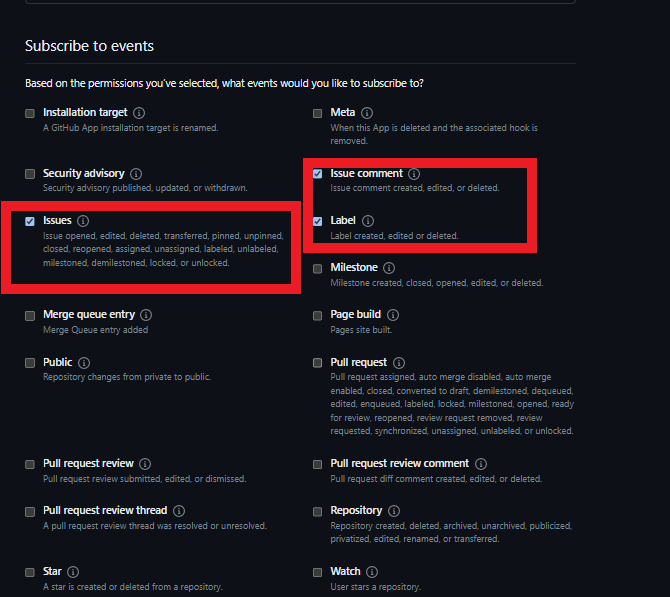 Subscribe to events
Based on the permissions you've selected, what events would you like to subscribe to?
Installation target
A GitHub App installation target is renamed.
Meta
When this App is deleted and the associated hook is
removed.
Security advisory
Security advisory published, updated, or withdrawn.
Issue comment
Issue comment created, edited, or deleted.
Issues
Issue opened, edited, deleted, transferred, pinned, unpinned,
closed, reopened, assigned, unassigned, labeled, unlabeled,
milestoned, demilestoned, locked, or unlocked.
Label
Label created, edited or deleted.
Milestone
Milestone created, closed, opened, edited, or deleted.
Merge queue entry
Merge Queue entry added
Page build
Pages site built.
Public
Repository changes from private to public.
Pull request
Pull request assigned, auto merge disabled, auto merge
enabled, closed, converted to draft, demilestoned, dequeued,
edited, enqueued, labeled, locked, milestoned, opened, ready
for review, reopened, review request removed, review
requested, synchronized, unassigned, unlabeled, or unlocked.
Pull request review
Pull request review submitted, edited, or dismissed.
Pull request review comment
Pull request diff comment created, edited, or deleted.
Pull request review thread
A pull request review thread was resolved or unresolved.
Repository
Repository created, deleted, archived, unarchived, publicized,
privatized, edited, renamed, or transferred.
Star
A star is created or deleted from a repository.
Watch
User stars a repository.